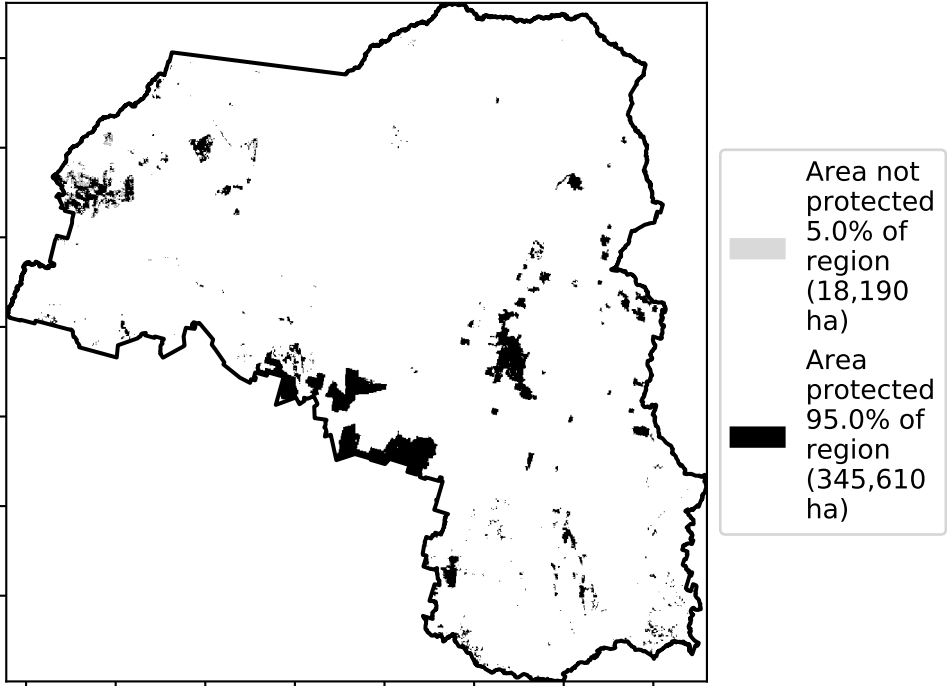 Area not
protected
5.0% of
region
(18,190
ha)
Area
protected
95.0% of
region
(345,610
ha)